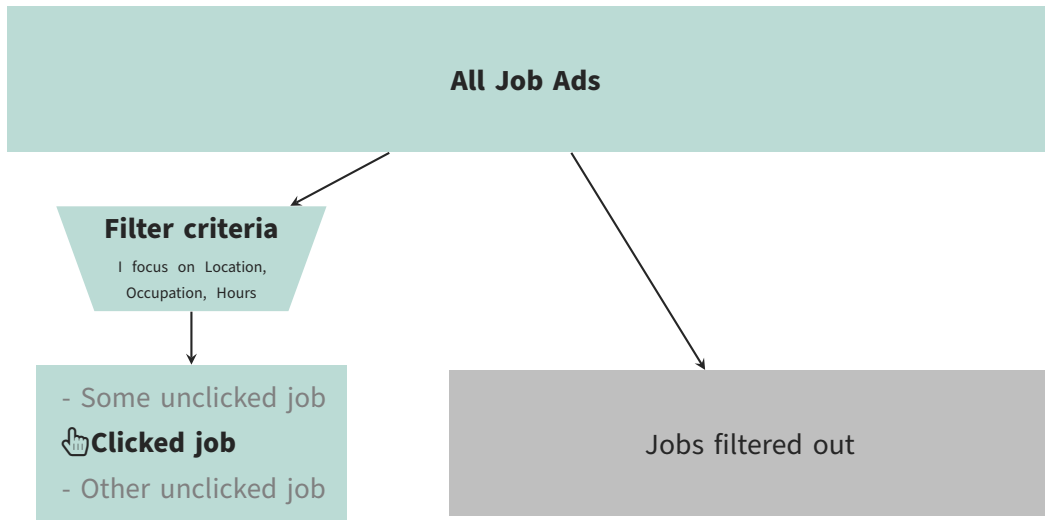 All Job Ads
Filter criteria
I focus on Location,
Occupation, Hours
- Some unclicked job
Clicked job
- Other unclicked job
Jobs filtered out